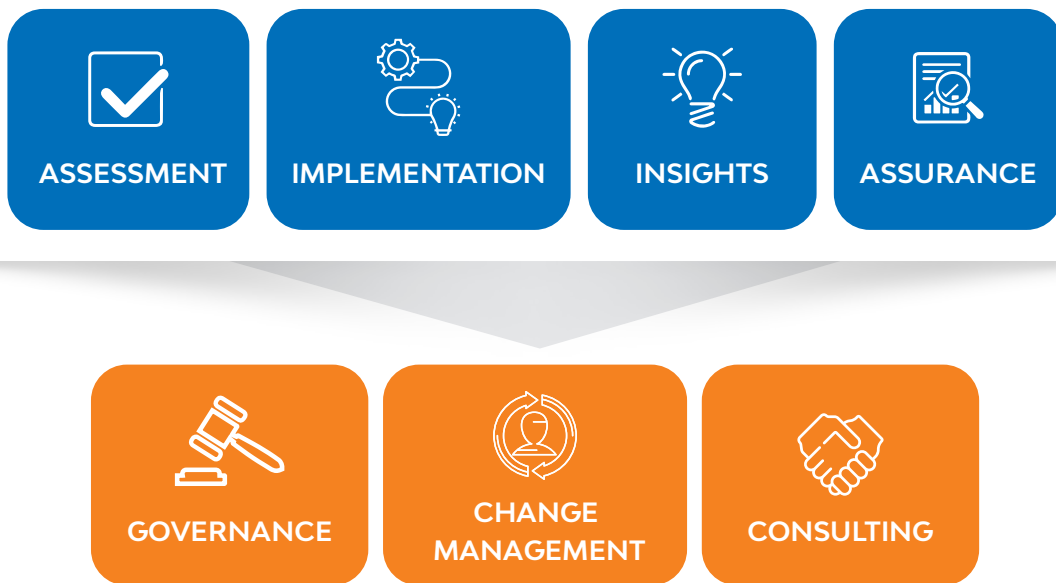 ASSESSMENT
IMPLEMENTATION
INSIGHTS
ASSURANCE
GOVERNANCE
CHANGE
MANAGEMENT
CONSULTING